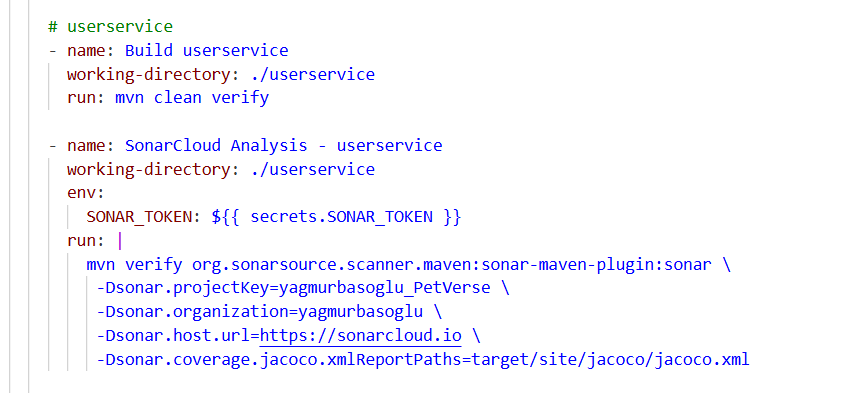 # userservice
- name: Build userservice
working-directory: ./userservice
run: mvn clean verify
- name: SonarCloud Analysis - userservice
working-directory: ./userservice
env:
SONAR_TOKEN: ${{ secrets.SONAR_TOKEN }}
run: |
mvn verify org.sonarsource.scanner.maven:sonar-maven-plugin:sonar \
-Dsonar.projectKey=yagmurbasoglu_PetVerse \
-Dsonar.organization=yagmurbasoglu \
-Dsonar.host.url=https://sonarcloud.io \
-Dsonar.coverage.jacoco.xmlReportPaths=target/site/jacoco/jacoco.xml